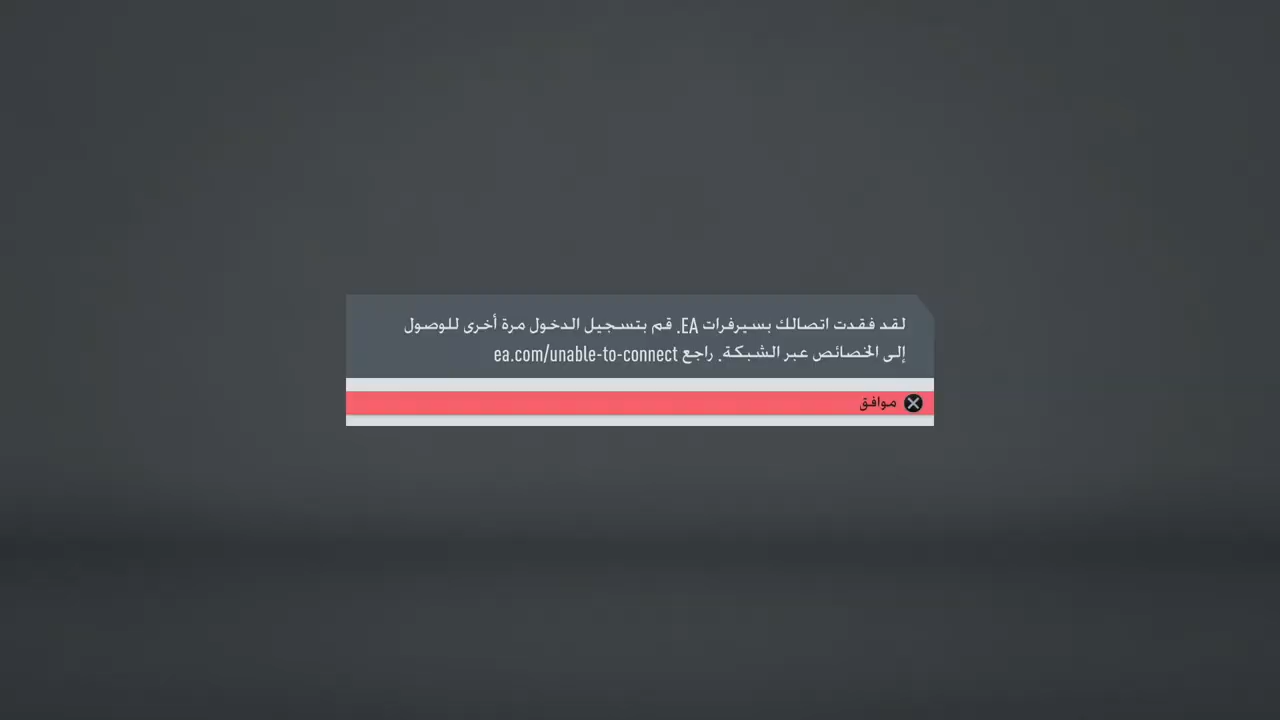 لقد فقدت اتصالك بسيرفرات EA. قم بتسجيل الدخول مرة أخرى للوصول
إلى الخصائص عبر الشبكة. راجع ea.com/unable-to-connect
موافق